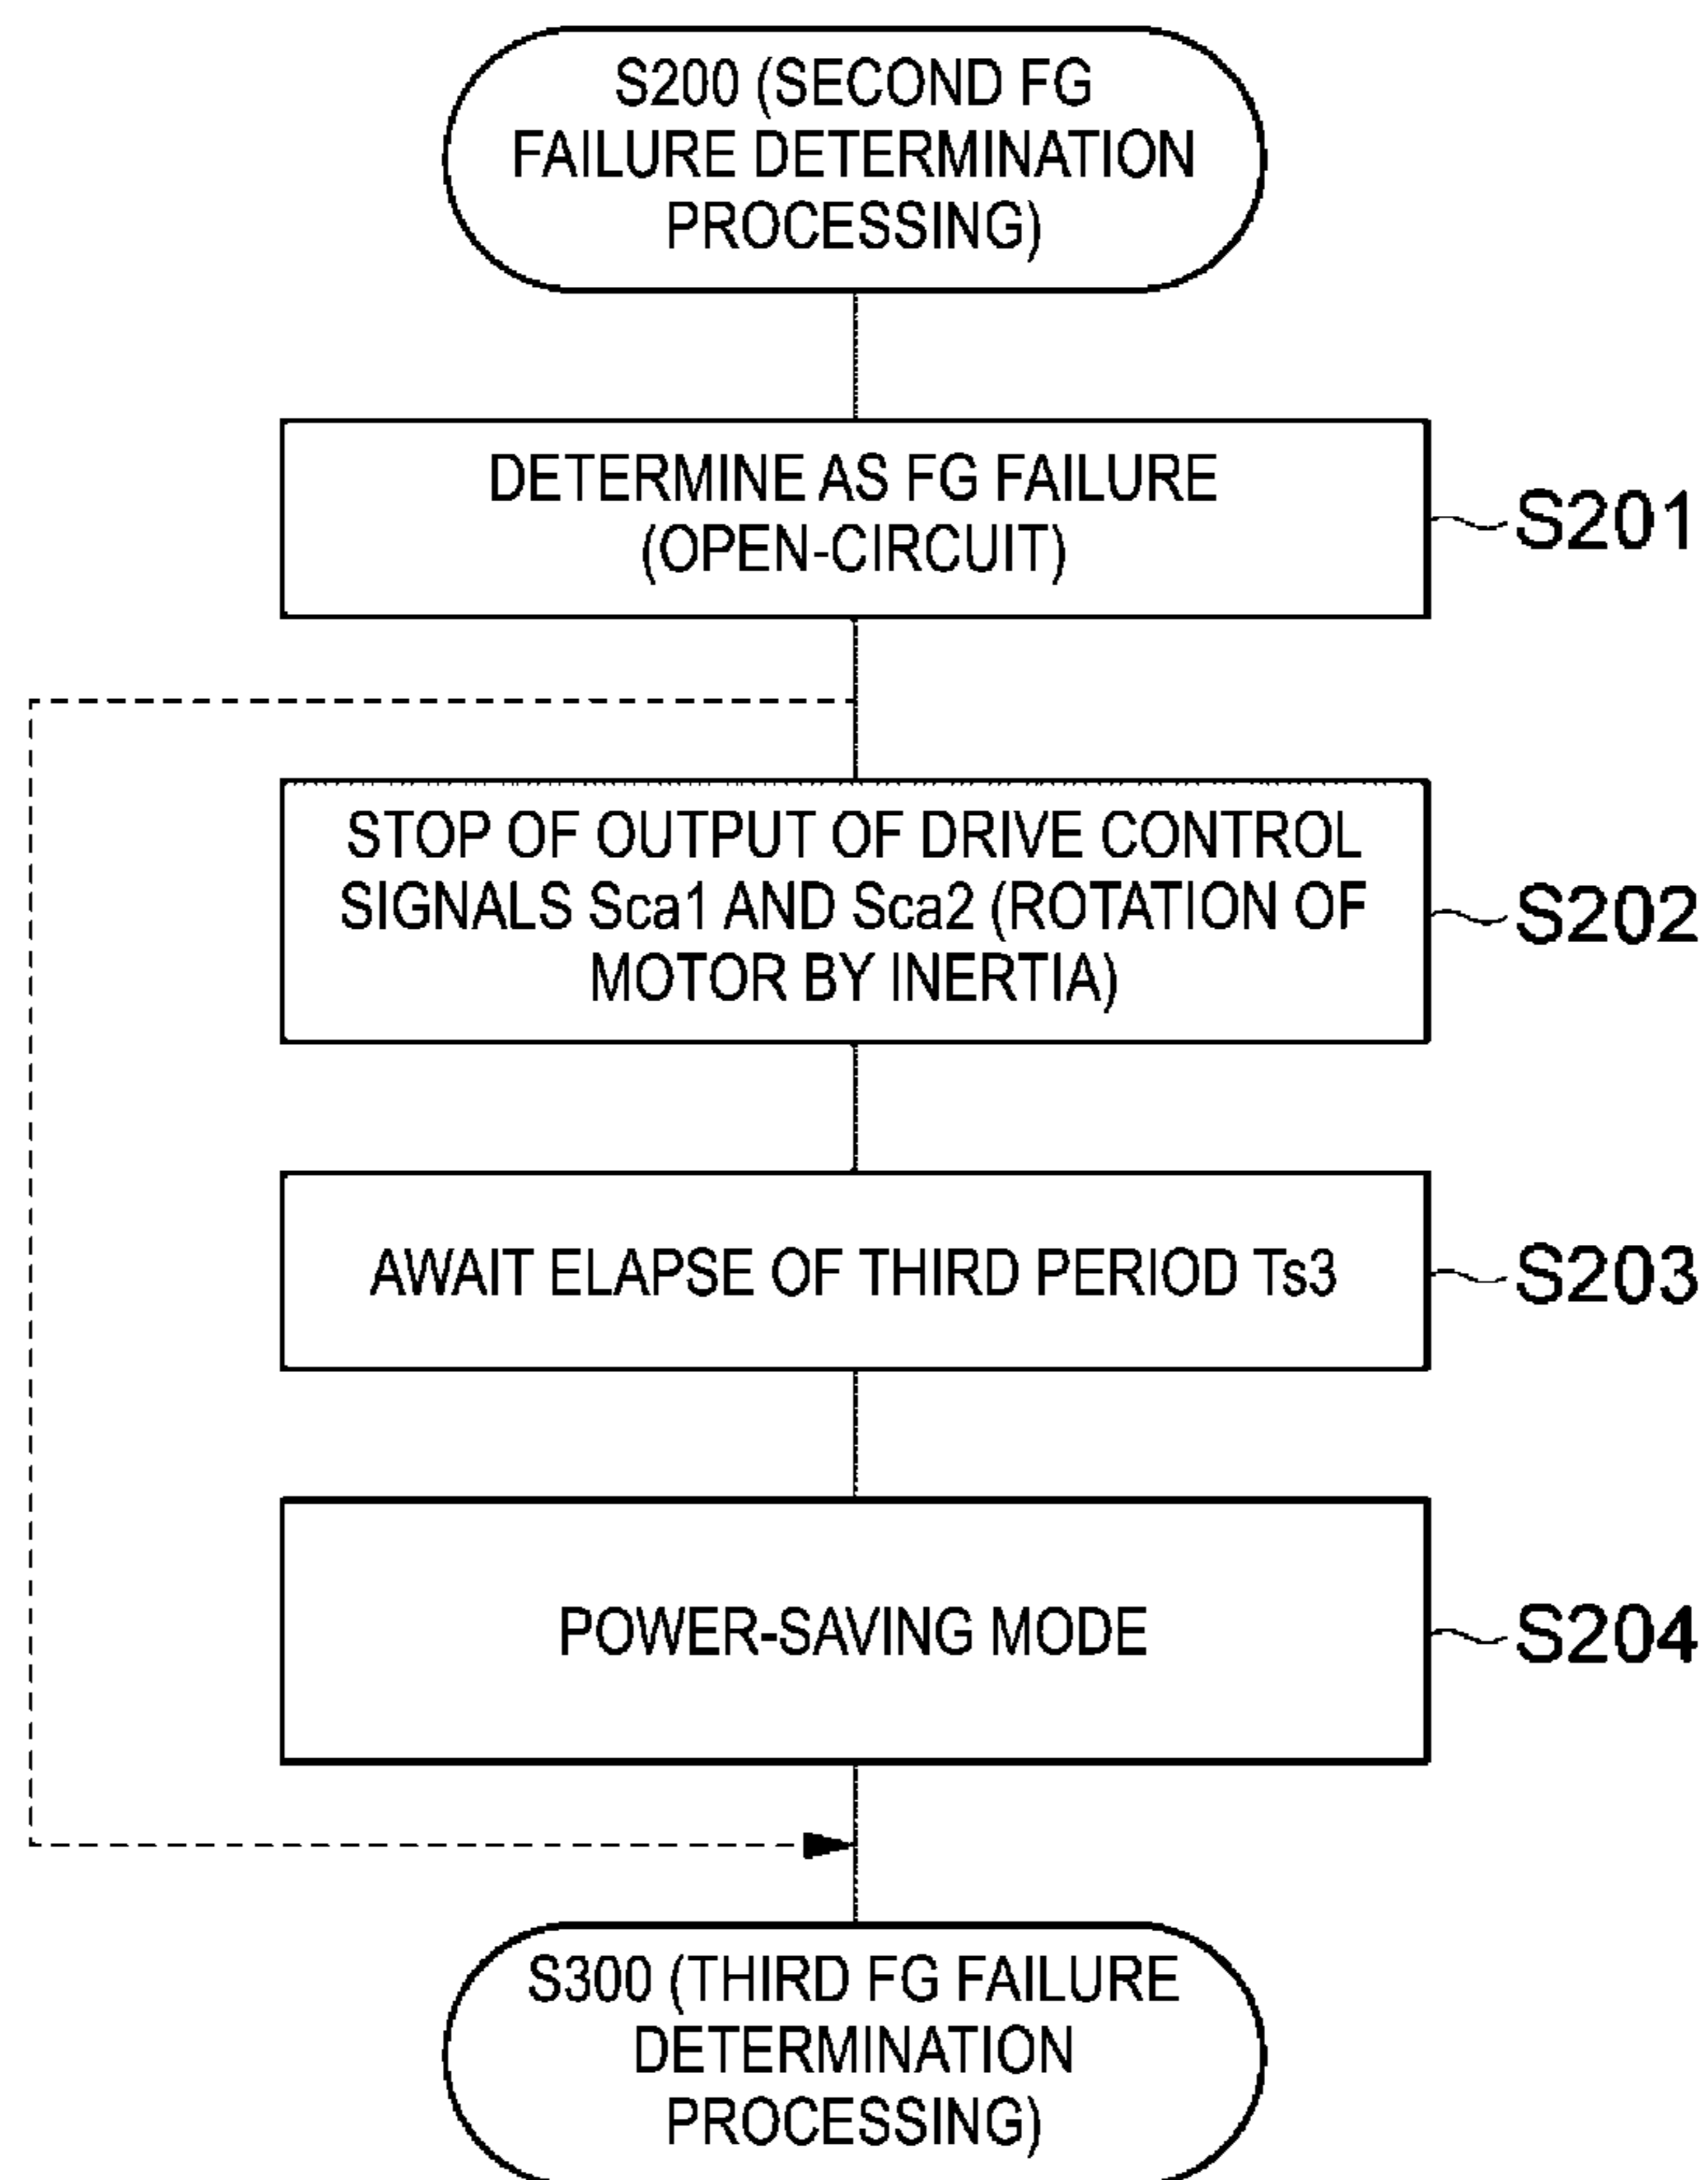 S200 (SECOND FG
FAILURE DETERMINATION
PROCESSING)
DETERMINE AS FG FAILURE
(OPEN-CIRCUIT)
S201
STOP OF OUTPUT OF DRIVE CONTROL
SIGNALS Sca1 AND Sca2 (ROTATION OF
MOTOR BY INERTIA)
S202
AWAIT ELAPSE OF THIRD PERIOD Ts3
S203
POWER-SAVING MODE
S204
S300 (THIRD FG FAILURE
DETERMINATION
PROCESSING)